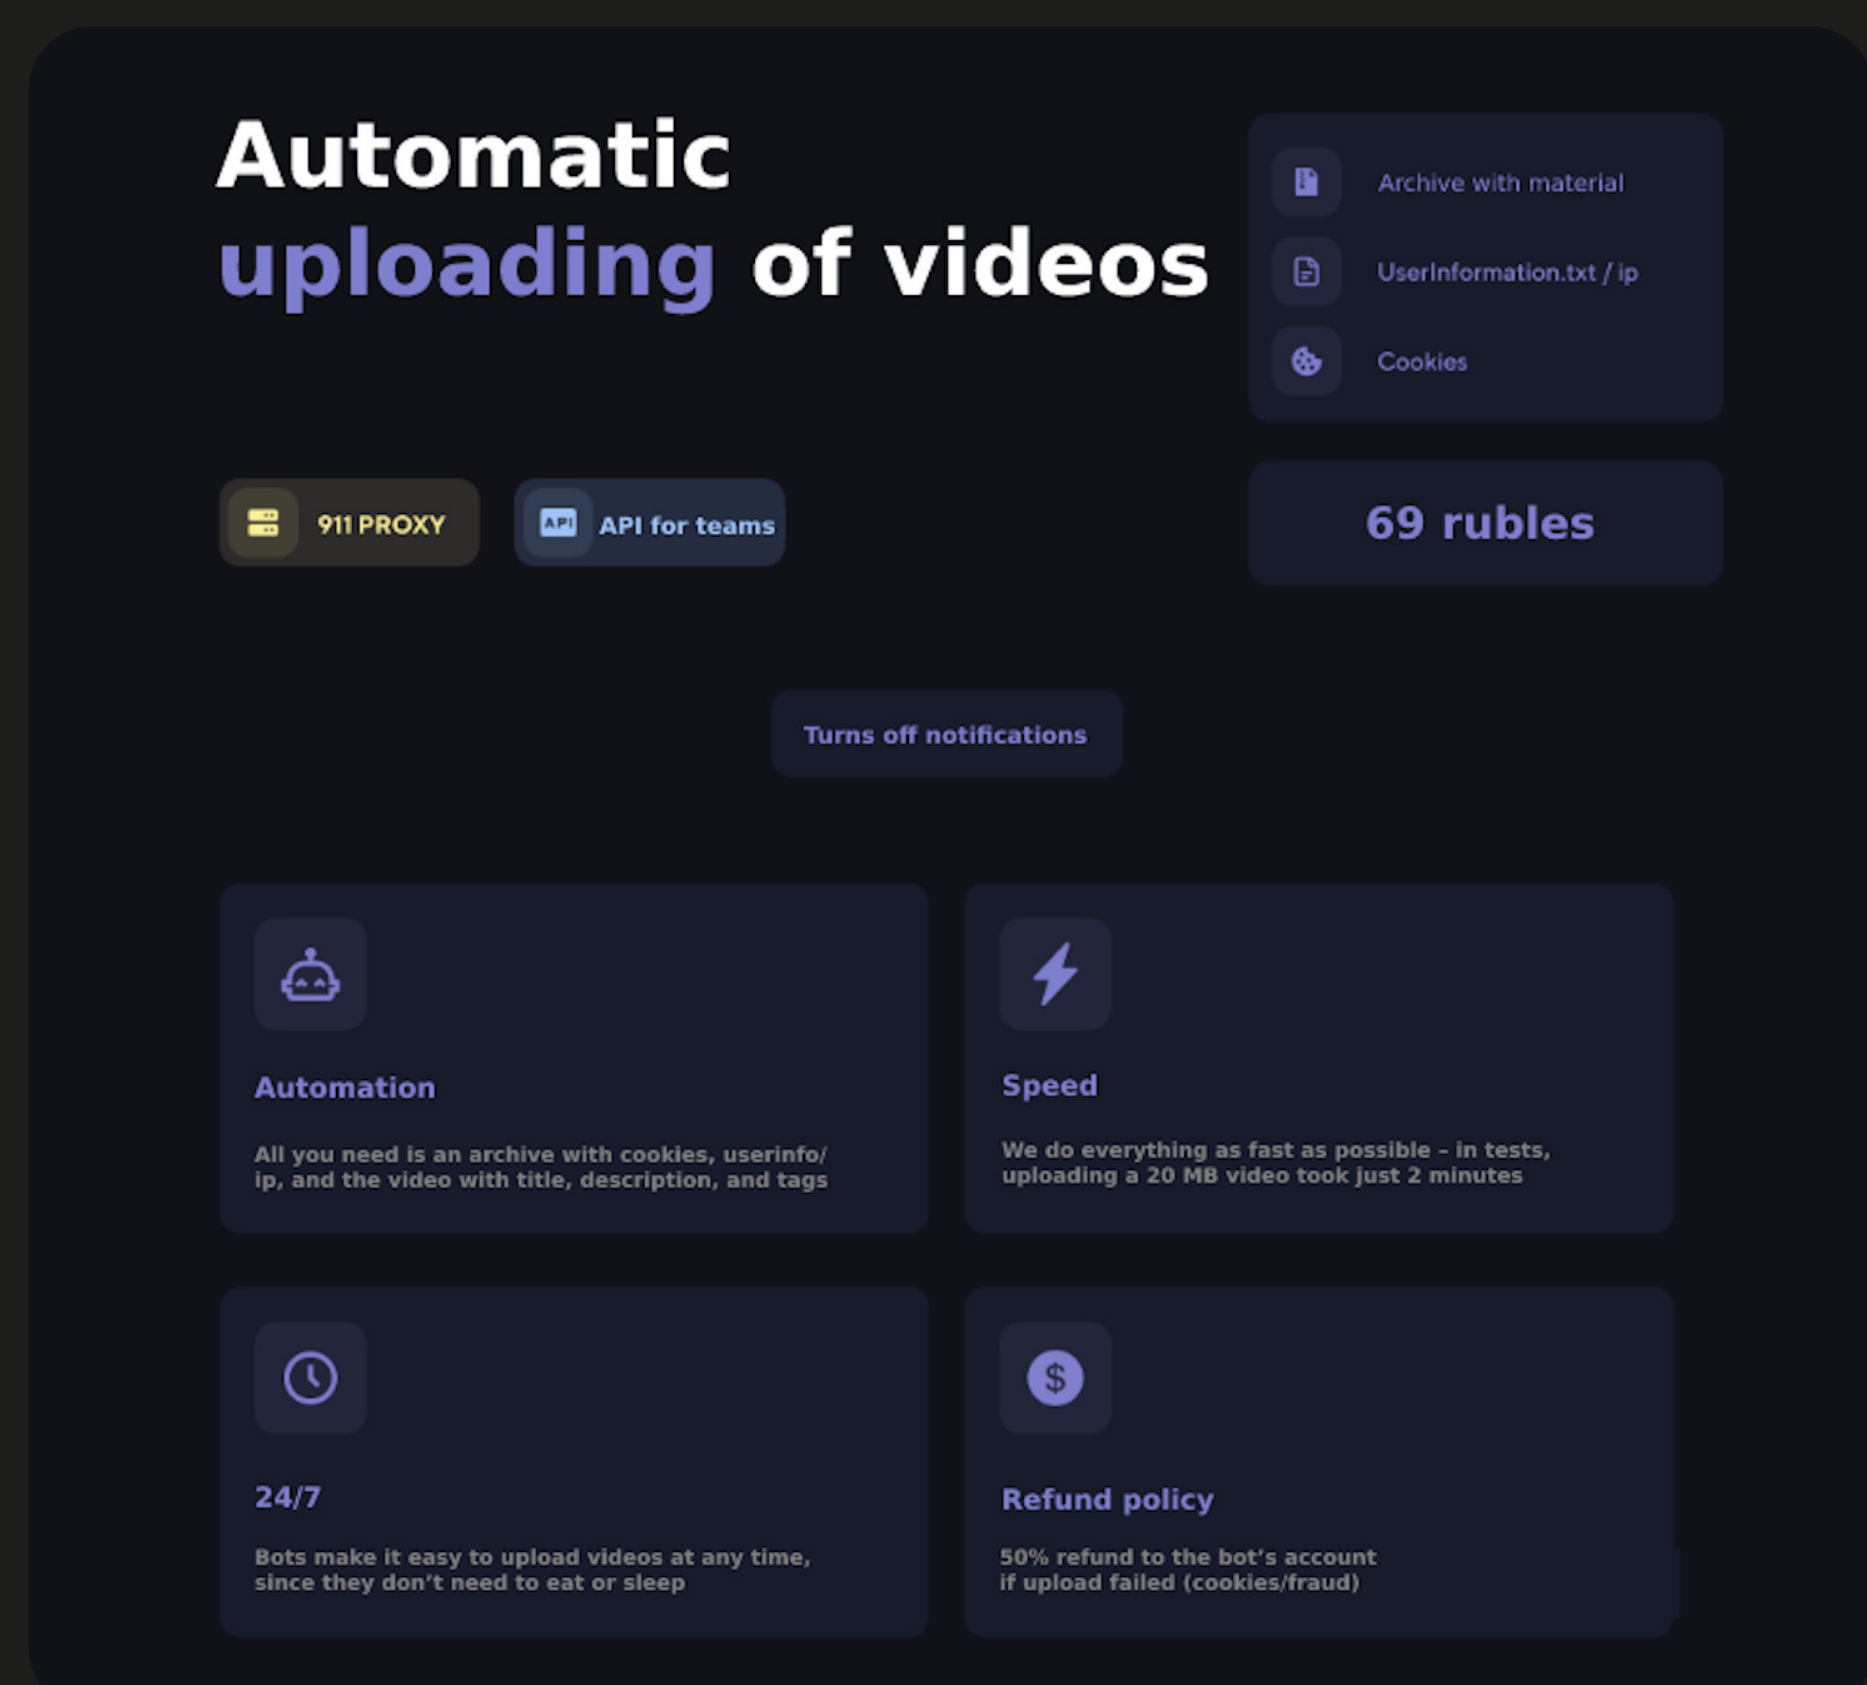 Automatic
uploading of videos
Archive with material
UserInformation.txt / ip
Cookies
911 PROXY
API
API for teams
69 rubles
Turns off notifications
Automation
All you need is an archive with cookies, userinfo/
ip, and the video with title, description, and tags
Speed
We do everything as fast as possible – in tests,
uploading a 20 MB video took just 2 minutes
24/7
Bots make it easy to upload videos at any time,
since they don’t need to eat or sleep
$
Refund policy
50% refund to the bot’s account
if upload failed (cookies/fraud)